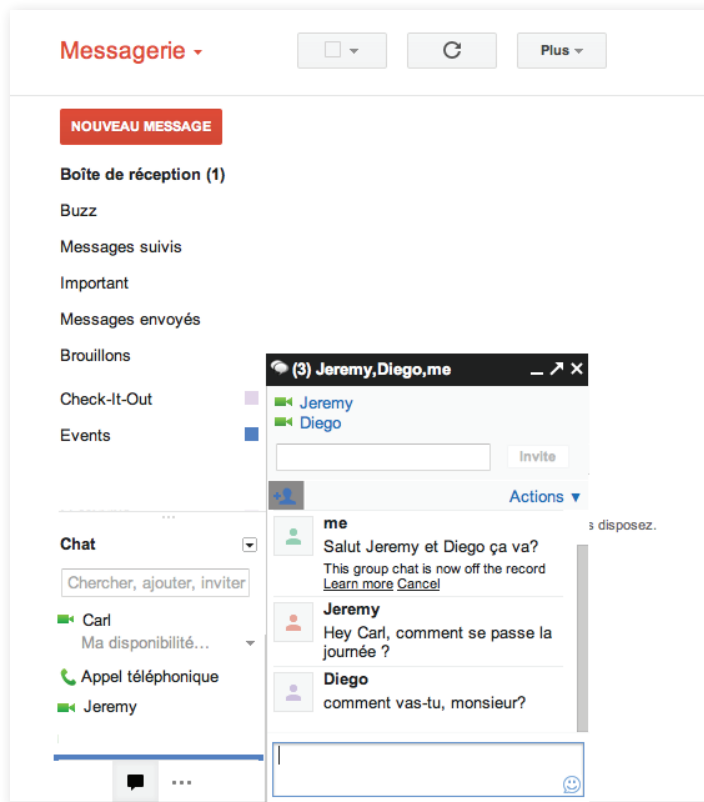 Messagerie
Plus
NOUVEAU MESSAGE
Boîte de réception (1)
Buzz
Messages suivis
Important
Messages envoyés
Brouillons
Check-It-Out
Events
Chat
Chercher, ajouter, inviter
Carl
Ma disponibilité...
Appel téléphonique
Jeremy
(3) Jeremy,Diego,me
Jeremy
Diego
Invite
Actions
me
Salut Jeremy et Diego ça va?
This group chat is now off the record
Learn more Cancel
Jeremy
Hey Carl, comment se passe la
journée ?
Diego
comment vas-tu, monsieur?
disposez.